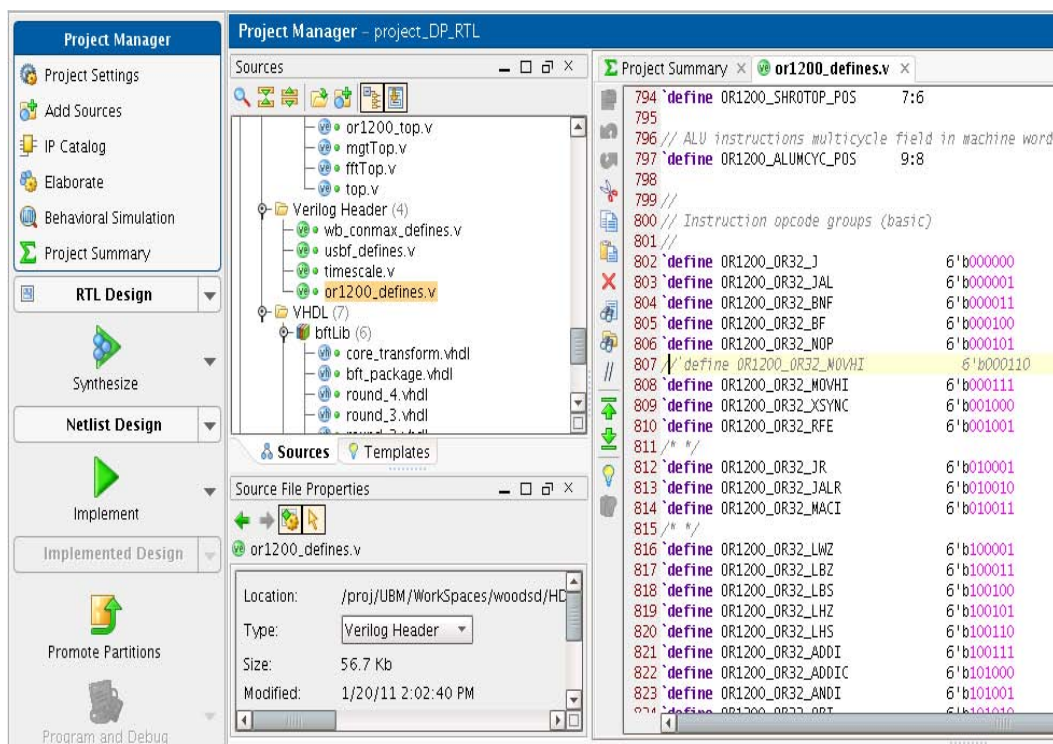 Project Manager
Project Settings
Add Sources
IP Catalog
Elaborate
Behavioral Simulation
Project Summary
RTL Design
Synthesize
Netlist Design
Implement
Implemented Design
Promote Partitions
Program and Debug
Project Manager – project_DP_RTL
Sources
or1200_top.v
mgtTop.v
fftTop.v
top.v
Verilog Header (4)
wb_conmax_defines.v
usbf_defines.v
timescale.v
or1200_defines.v
VHDL (7)
bftLib (6)
core_transform.vhdl
bft_package.vhdl
round_4.vhdl
round_3.vhdl
Sources Templates
Source File Properties
or1200_defines.v
Location: /proj/UBM/WorkSpaces/woodsd/HD
Type: Verilog Header
Size: 56.7 Kb
Modified: 1/20/11 2:02:40 PM
Project Summary or1200_defines.v
794 `define OR1200_SHROTOP_POS 7:6
795
796 // ALU instructions multicycle field in machine word
797 `define OR1200_ALUMCYC_POS 9:8
798
799 //
800 // Instruction opcode groups (basic)
801 //
802 `define OR1200_OR32_J 6'b000000
803 `define OR1200_OR32_JAL 6'b000001
804 `define OR1200_OR32_BNF 6'b000011
805 `define OR1200_OR32_BF 6'b000100
806 `define OR1200_OR32_NOP 6'b000101
807 //`define OR1200_OR32_MOVHI 6'b000110
808 `define OR1200_OR32_MOVHI 6'b000111
809 `define OR1200_OR32_XSYNC 6'b001000
810 `define OR1200_OR32_RFE 6'b001001
811 /* */
812 `define OR1200_OR32_JR 6'b010001
813 `define OR1200_OR32_JALR 6'b010010
814 `define OR1200_OR32_MACI 6'b010011
815 /* */
816 `define OR1200_OR32_LWZ 6'b100001
817 `define OR1200_OR32_LBZ 6'b100011
818 `define OR1200_OR32_LBS 6'b100100
819 `define OR1200_OR32_LHZ 6'b100101
820 `define OR1200_OR32_LHS 6'b100110
821 `define OR1200_OR32_ADDI 6'b100111
822 `define OR1200_OR32_ADDIC 6'b101000
823 `define OR1200_OR32_ANDI 6'b101001